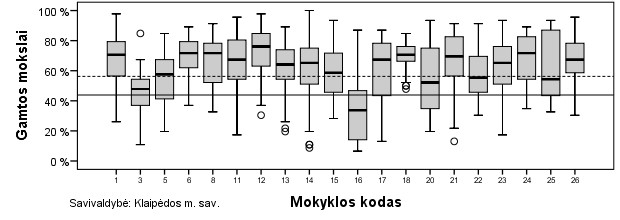 Gamtos mokslai
100 %
80 %
60 %
40 %
20 %
0 %
1 3 5 6 8 11 12 13 14 15 16 17 18 20 21 22 23 24 25 26
Savivaldybė: Klaipėdos m. sav.
Mokyklos kodas